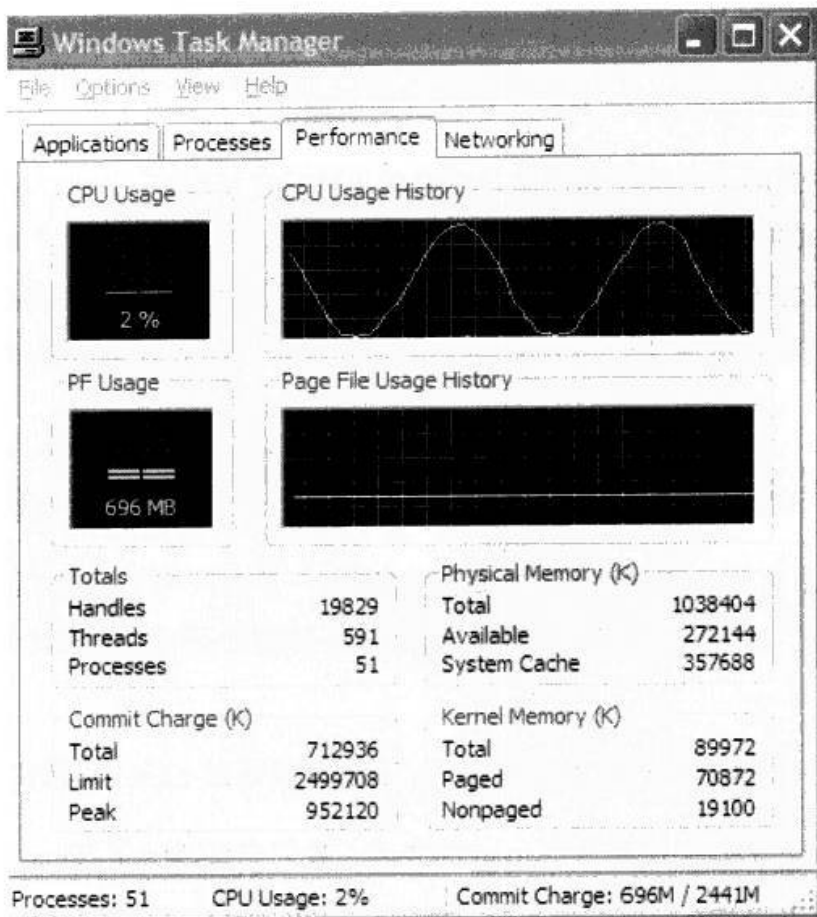 Windows Task Manager
File Options View Help
Applications Processes Performance Networking
CPU Usage CPU Usage History
2 %
PF Usage Page File Usage History
696 MB
Totals Physical Memory (K)
Handles 19829 Total 1038404
Threads 591 Available 272144
Processes 51 System Cache 357688
Commit Charge (K) Kernel Memory (K)
Total 712936 Total 89972
Limit 2499708 Paged 70872
Peak 952120 Nonpaged 19100
Processes: 51 CPU Usage: 2% Commit Charge: 696M / 2441M